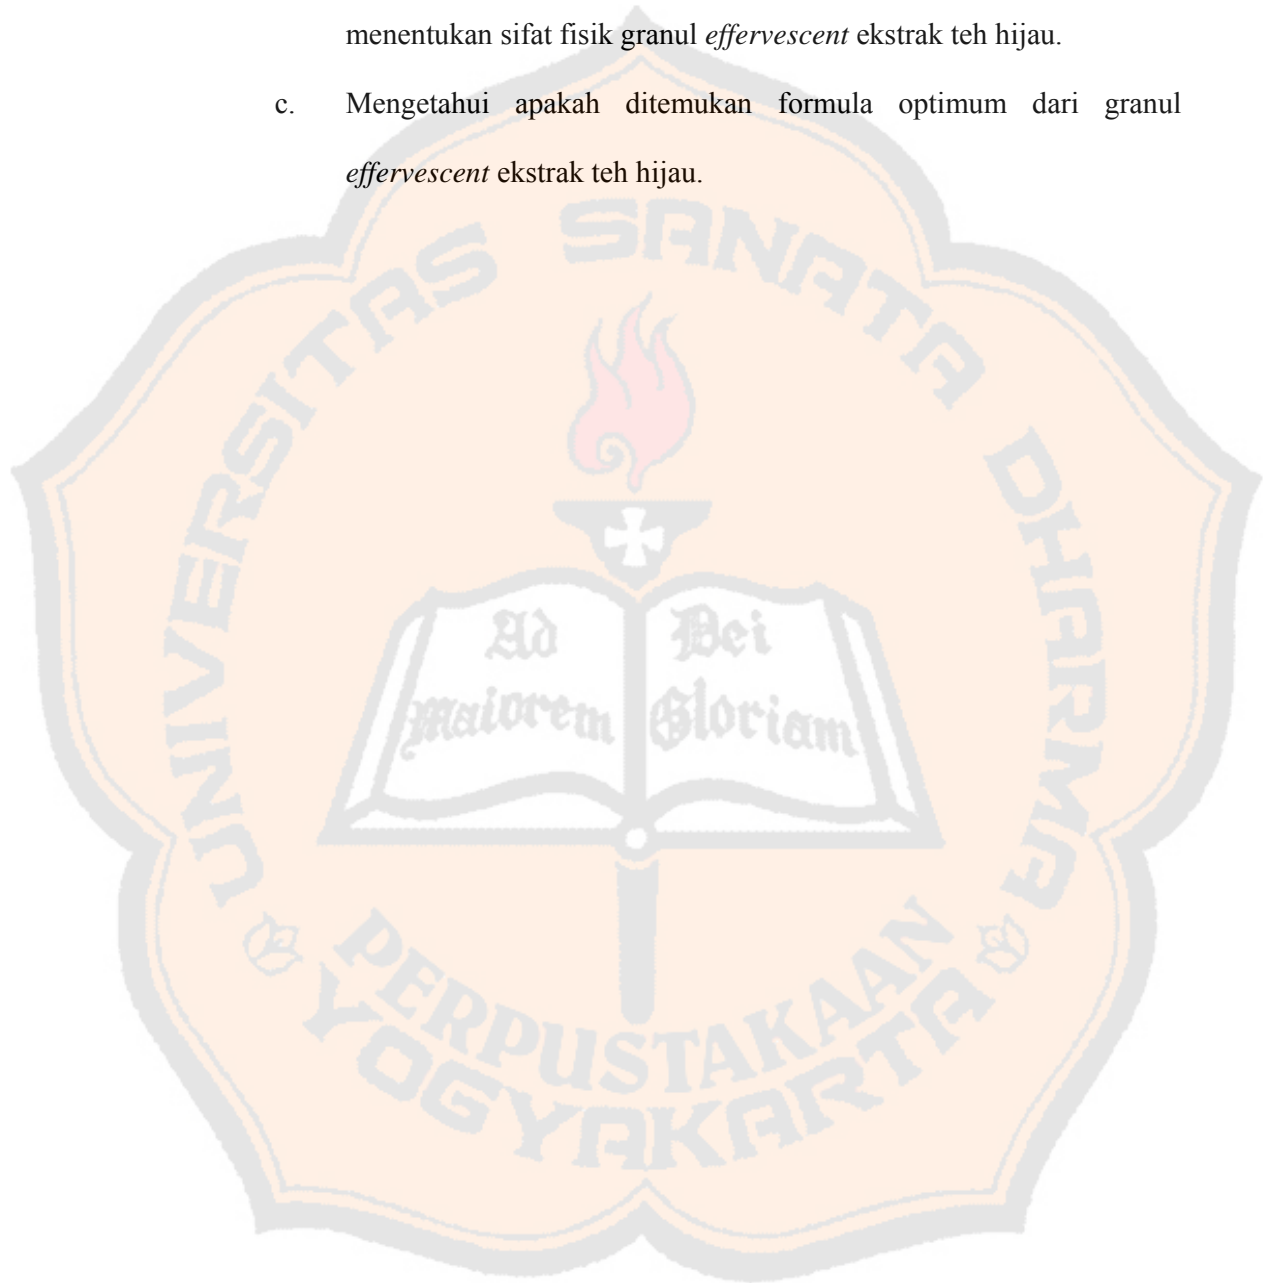 menentukan sifat fisik granul effervescent ekstrak teh hijau.
c. Mengetahui apakah ditemukan formula optimum dari granul
effervescent ekstrak teh hijau.
UNIVERSITAS SANATA DHARMA
Ad Dei
maiorem Gloriam
PERPUSTAKAAN
YOGYAKARTA